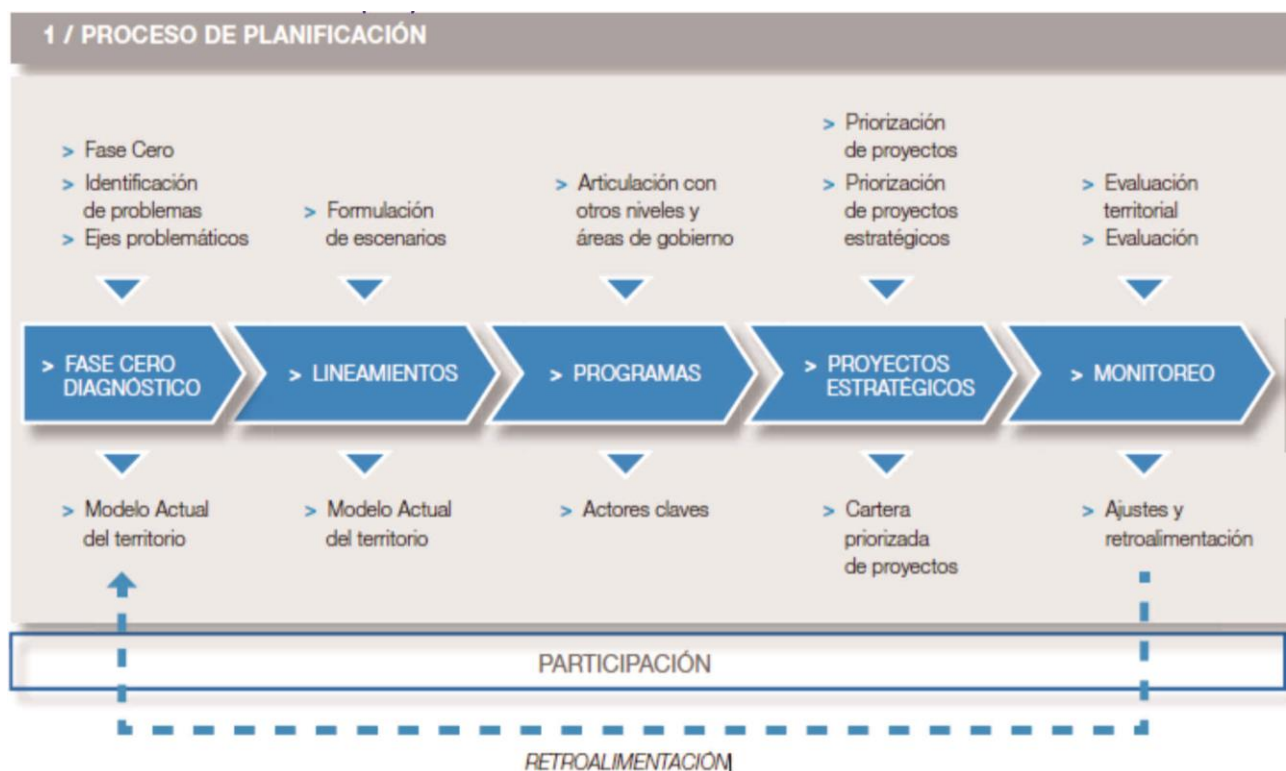 1 / PROCESO DE PLANIFICACIÓN
> Fase Cero
> Identificación
de problemas
> Ejes problemáticos
> Formulación
de escenarios
> Articulación con
otros niveles y
áreas de gobierno
> Priorización
de proyectos
> Priorización
de proyectos
estratégicos
> Evaluación
territorial
> Evaluación
> FASE CERO
DIAGNÓSTICO
> LINEAMIENTOS
> PROGRAMAS
> PROYECTOS
ESTRATÉGICOS
> MONITOREO
> Modelo Actual
del territorio
> Modelo Actual
del territorio
> Actores claves
> Cartera
priorizada
de proyectos
> Ajustes y
retroalimentación
PARTICIPACIÓN
RETROALIMENTACIÓN